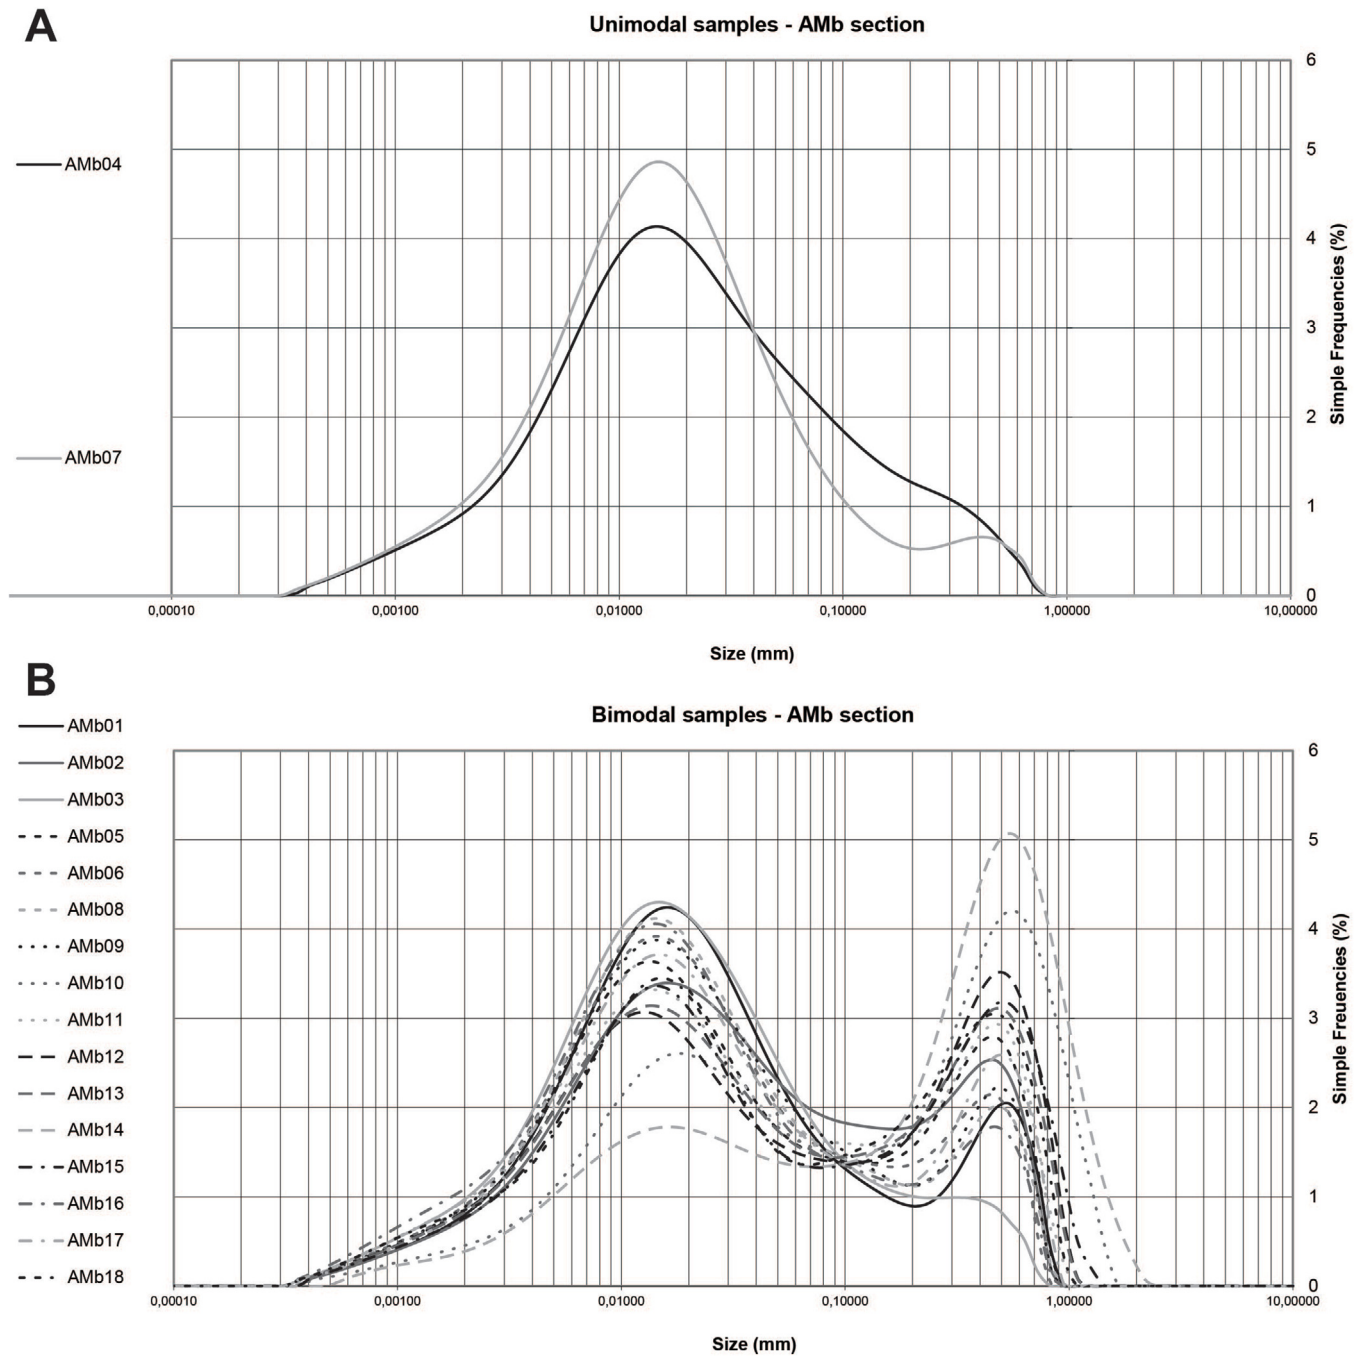 A
Unimodal samples - AMb section
6
5
4
3
2
1
0
AMb04
AMb07
Simple Frequencies (%)
0,00010 0,00100 0,01000 0,10000 1,00000 10,00000
Size (mm)
B
Bimodal samples - AMb section
AMb01
AMb02
AMb03
AMb05
AMb06
AMb08
AMb09
AMb10
AMb11
AMb12
AMb13
AMb14
AMb15
AMb16
AMb17
AMb18
6
5
4
3
2
1
0
Simple Freuencies (%)
0,00010 0,00100 0,01000 0,10000 1,00000 10,00000
Size (mm)